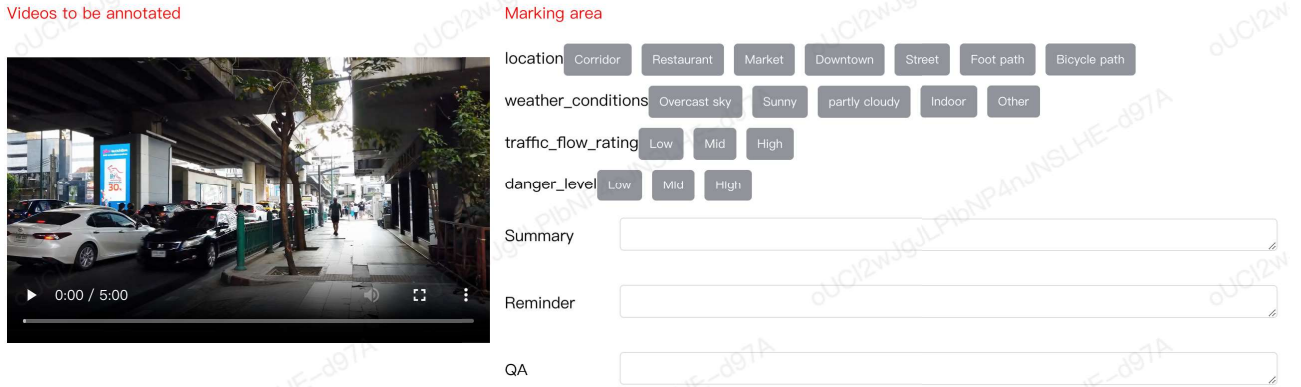 Videos to be annotated
Marking area
location Corridor Restaurant Market Downtown Street Foot path Bicycle path
weather_conditions Overcast sky Sunny partly cloudy Indoor Other
traffic_flow_rating Low Mid High
danger_level Low Mid High
30
0:00 / 5:00
Summary
Reminder
QA